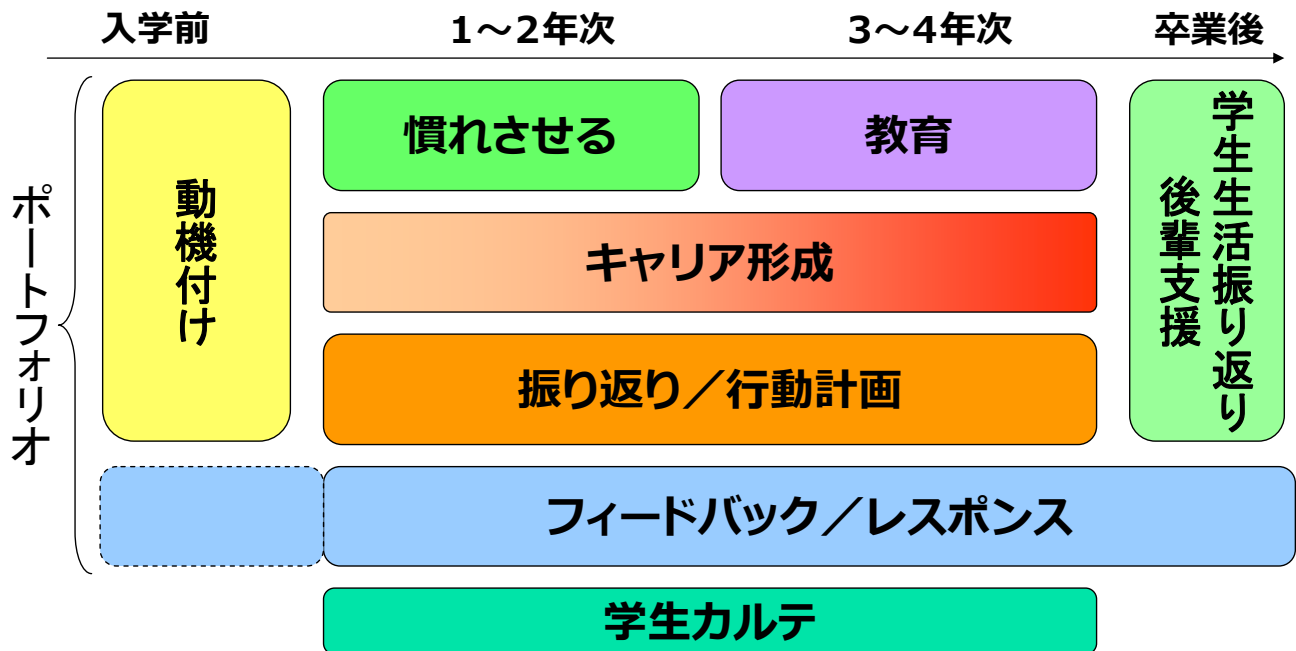 入学前
1～2年次
3～4年次
卒業後
ポートフォリオ
動機付け
慣れさせる
教育
キャリア形成
振り返り／行動計画
学生生活振り返り
後輩支援
フィードバック／レスポンス
学生カルテ